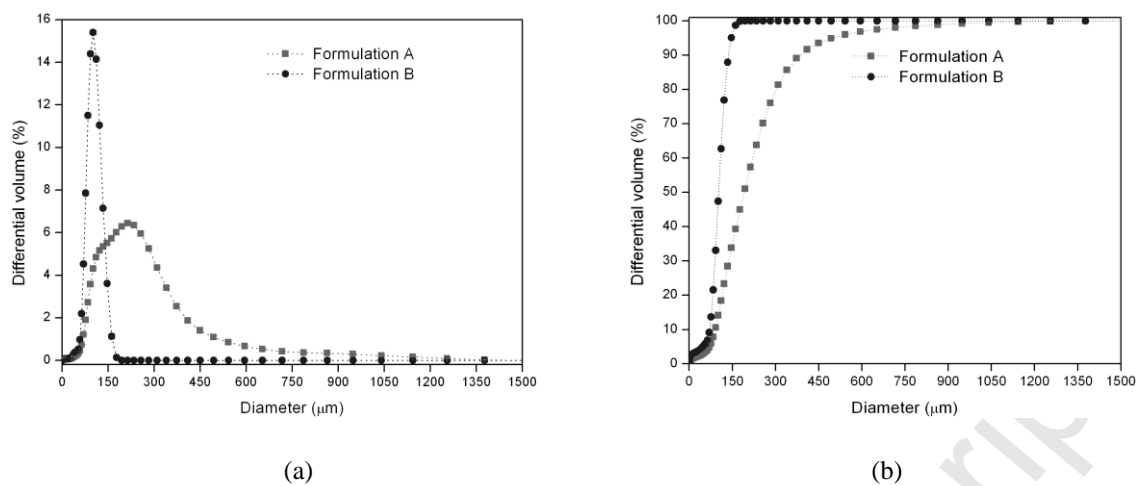 16
14
12
10
8
6
4
2
0
Differential volume (%)
Formulation A
Formulation B
0 150 300 450 600 750 900 1050 1200 1350 1500
Diameter (μm)
(a)
100
90
80
70
60
50
40
30
20
10
0
Differential volume (%)
Formulation A
Formulation B
0 150 300 450 600 750 900 1050 1200 1350 1500
Diameter (μm)
(b)